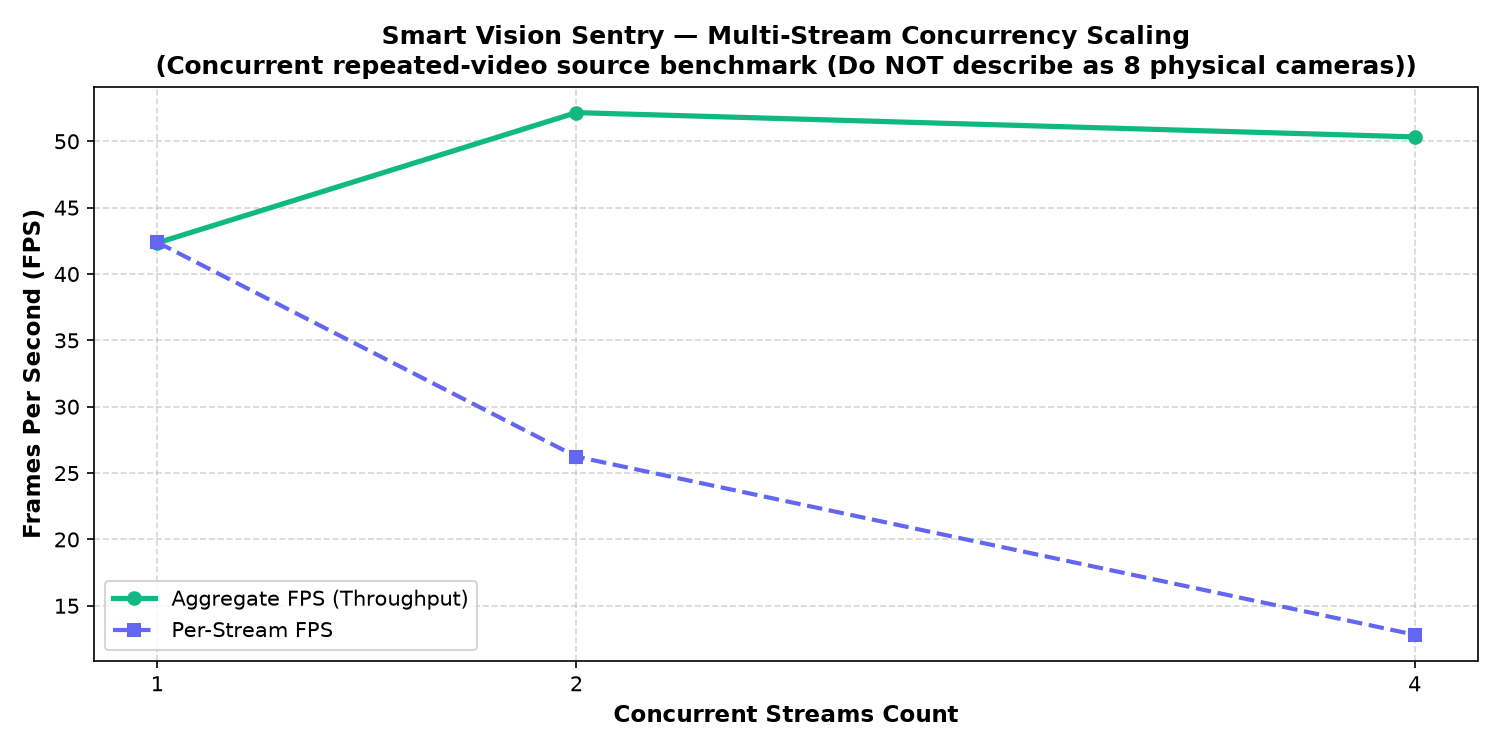 Smart Vision Sentry — Multi-Stream Concurrency Scaling
(Concurrent repeated-video source benchmark (Do NOT describe as 8 physical cameras))
Frames Per Second (FPS)
50
45
40
35
30
25
20
15
Aggregate FPS (Throughput)
Per-Stream FPS
1
2
4
Concurrent Streams Count